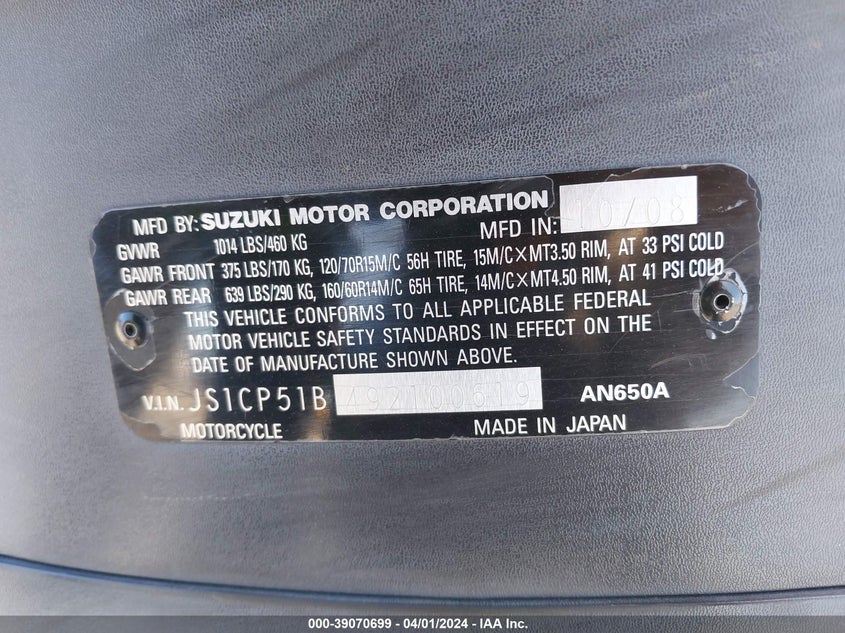 MFD BY: SUZUKI MOTOR CORPORATION MFD IN: 10/08
GVWR 1014 LBS/460 KG
GAWR FRONT 375 LBS/170 KG, 120/70R15M/C 56H TIRE, 15M/C×MT3.50 RIM, AT 33 PSI COLD
GAWR REAR 639 LBS/290 KG, 160/60R14M/C 65H TIRE, 14M/C×MT4.50 RIM, AT 41 PSI COLD
THIS VEHICLE CONFORMS TO ALL APPLICABLE FEDERAL
MOTOR VEHICLE SAFETY STANDARDS IN EFFECT ON THE
DATE OF MANUFACTURE SHOWN ABOVE.
V.I.N. JS1CP51B492100619 AN650A
MOTORCYCLE MADE IN JAPAN
000-39070699 - 04/01/2024 - IAA Inc.